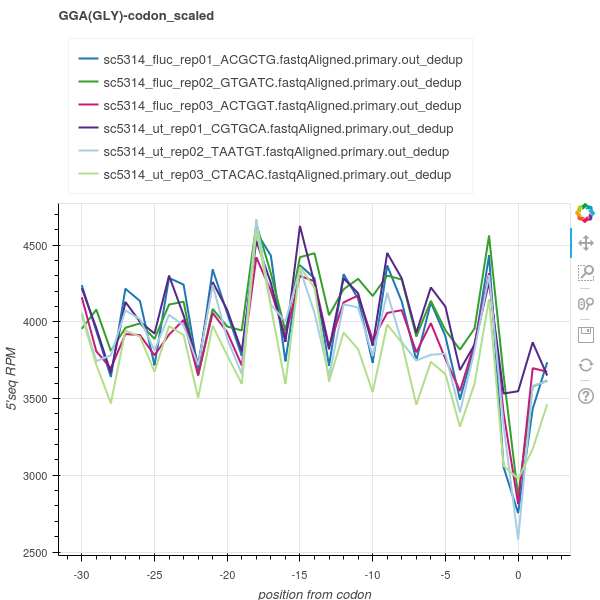 GGA(GLY)-codon_scaled
sc5314_fluc_rep01_ACGCTG.fastqAligned.primary.out_dedup
sc5314_fluc_rep02_GTGATC.fastqAligned.primary.out_dedup
sc5314_fluc_rep03_ACTGGT.fastqAligned.primary.out_dedup
sc5314_ut_rep01_CGTGCA.fastqAligned.primary.out_dedup
sc5314_ut_rep02_TAATGT.fastqAligned.primary.out_dedup
sc5314_ut_rep03_CTACAC.fastqAligned.primary.out_dedup
4500
4000
3500
3000
2500
5'seq RPM
-30 -25 -20 -15 -10 -5 0
position from codon